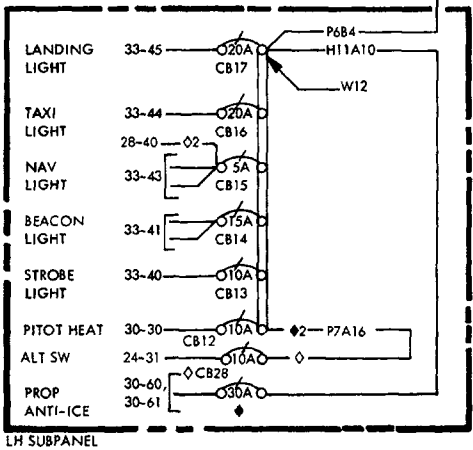 P6B4
LANDING LIGHT 33-45 20A CB17 H11A10
W12
TAXI LIGHT 33-44 20A CB16
28-40 ◊2
NAV LIGHT 33-43 5A CB15
BEACON LIGHT 33-41 15A CB14
STROBE LIGHT 33-40 10A CB13
PITOT HEAT 30-30 CB12 10A ◆2 P7A16
ALT SW 24-31 10A ◊
◊ CB28
PROP ANTI-ICE 30-60, 30-61 30A ◆
LH SUBPANEL